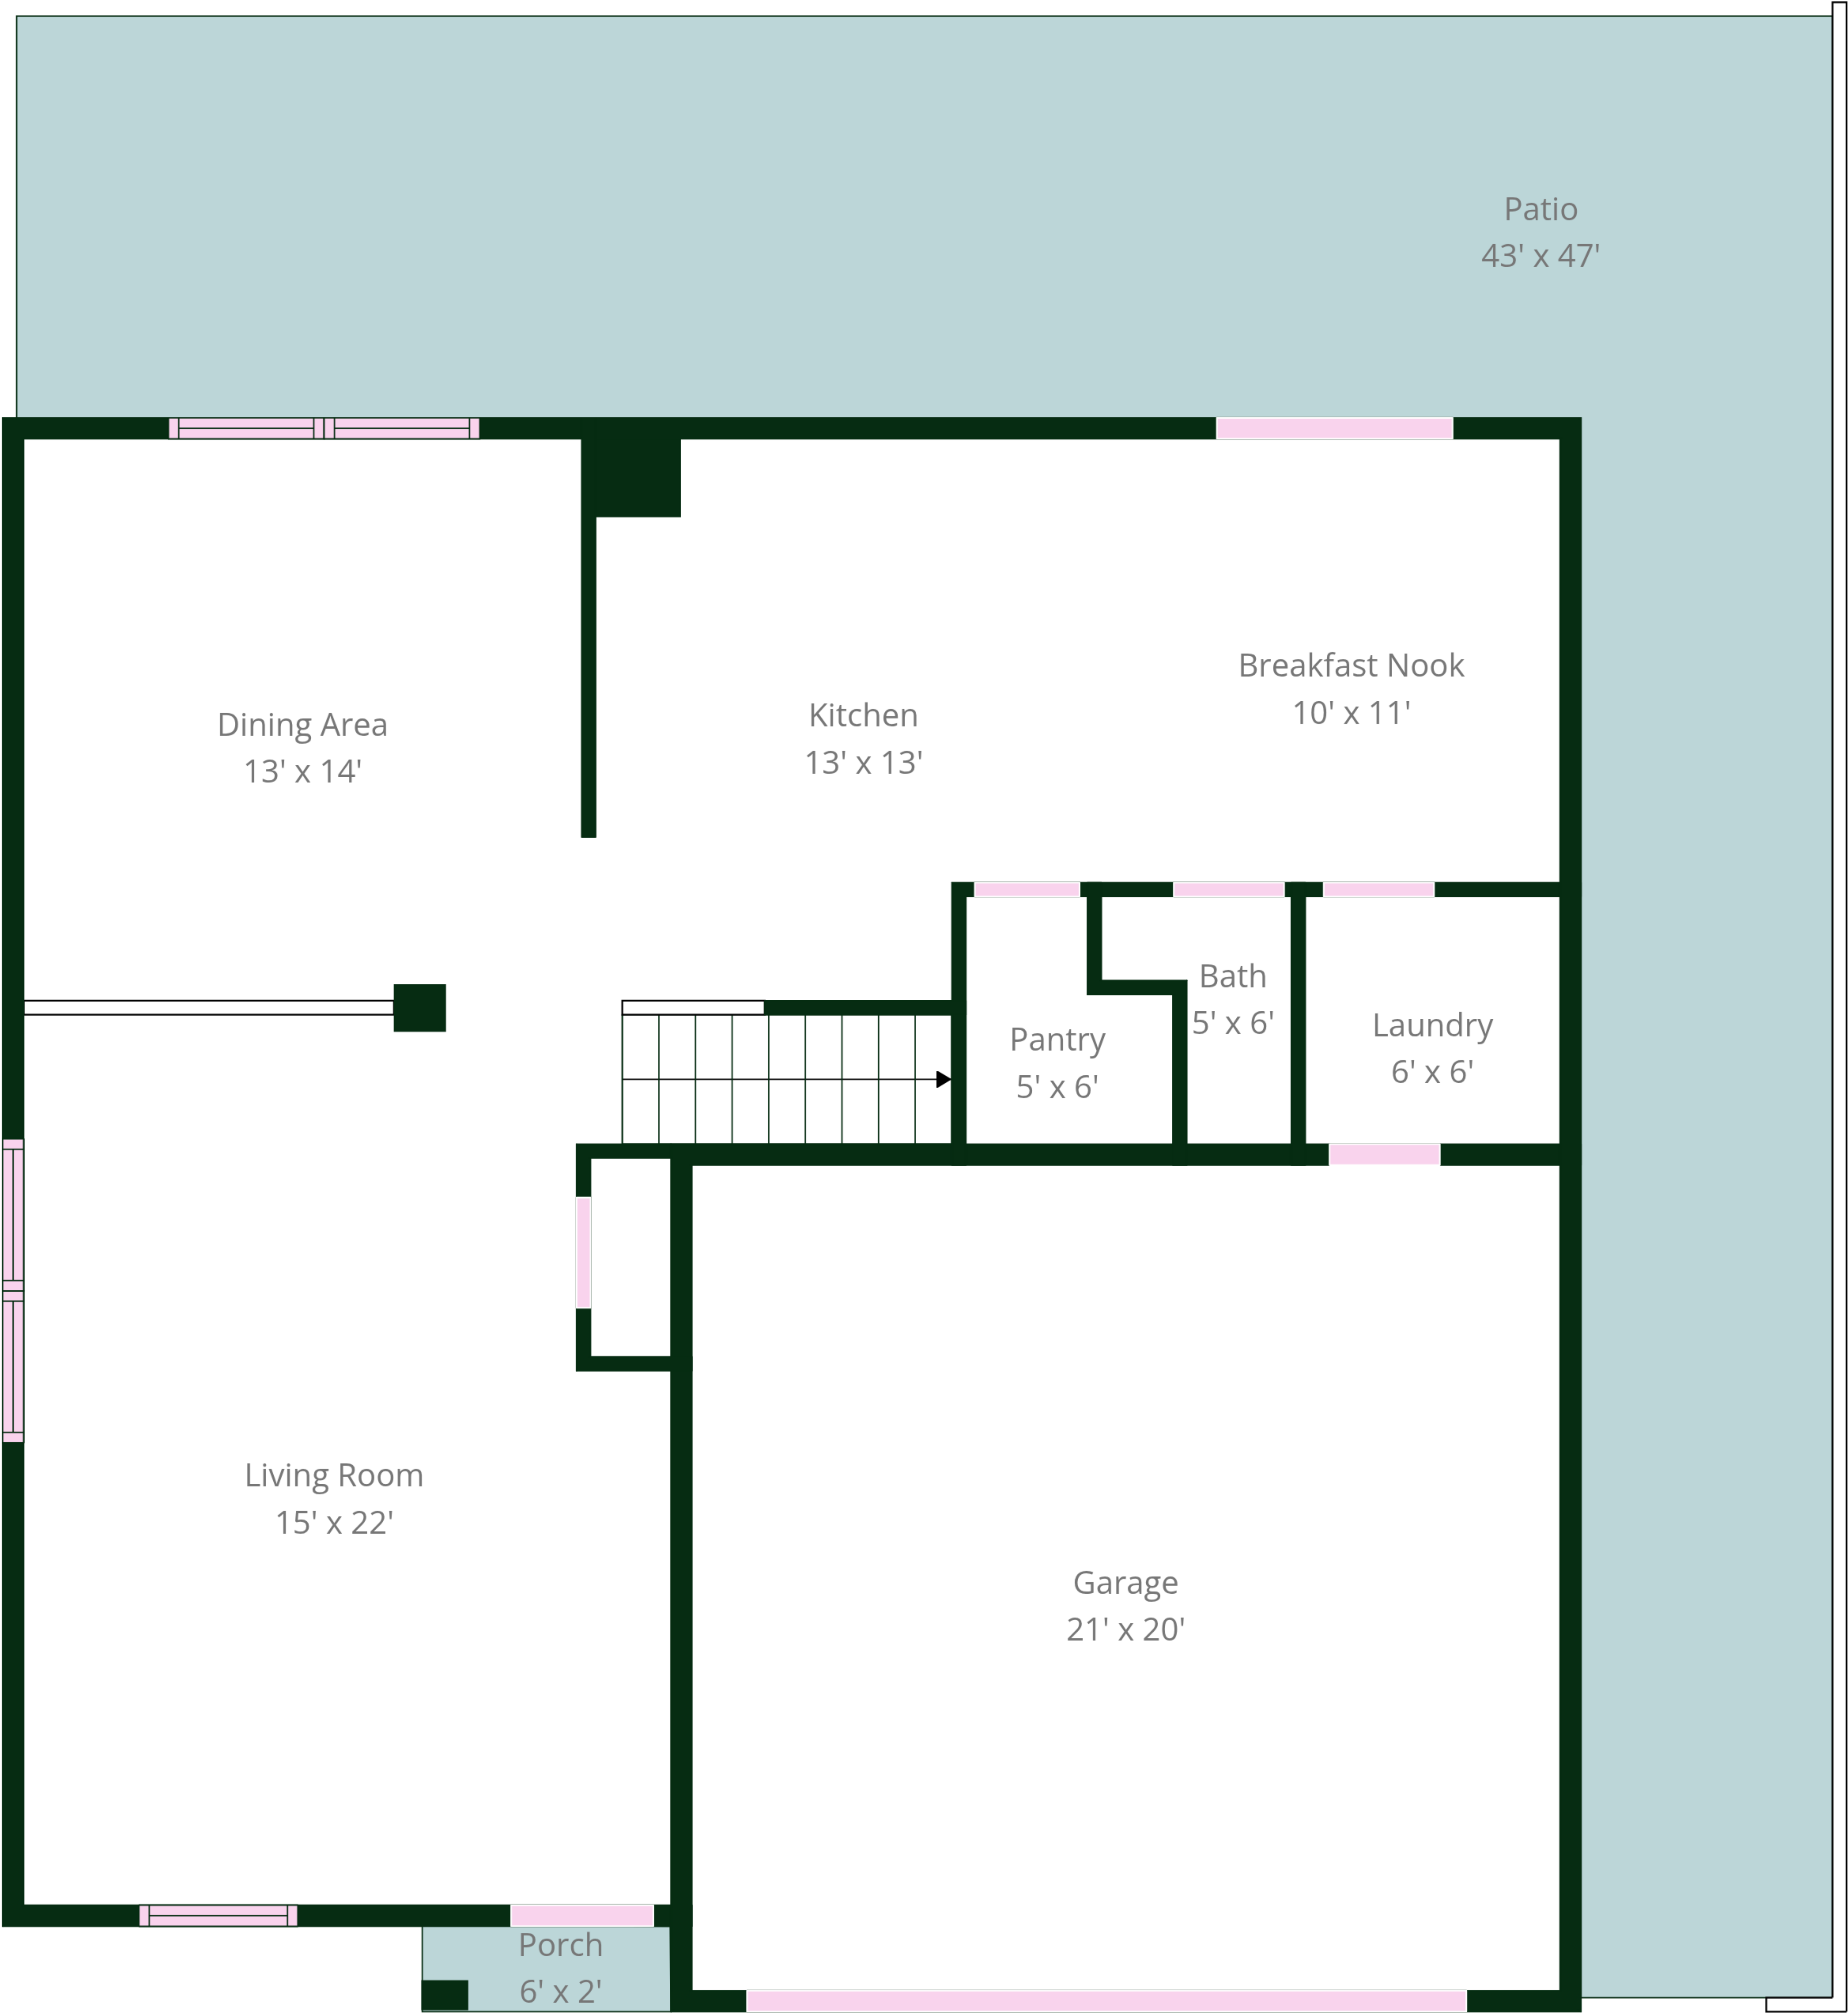 Patio
43' x 47'
Breakfast Nook
10' x 11'
Kitchen
13' x 13'
Dining Area
13' x 14'
Bath
5' x 6'
Laundry
6' x 6'
Pantry
5' x 6'
Living Room
15' x 22'
Garage
21' x 20'
Porch
6' x 2'